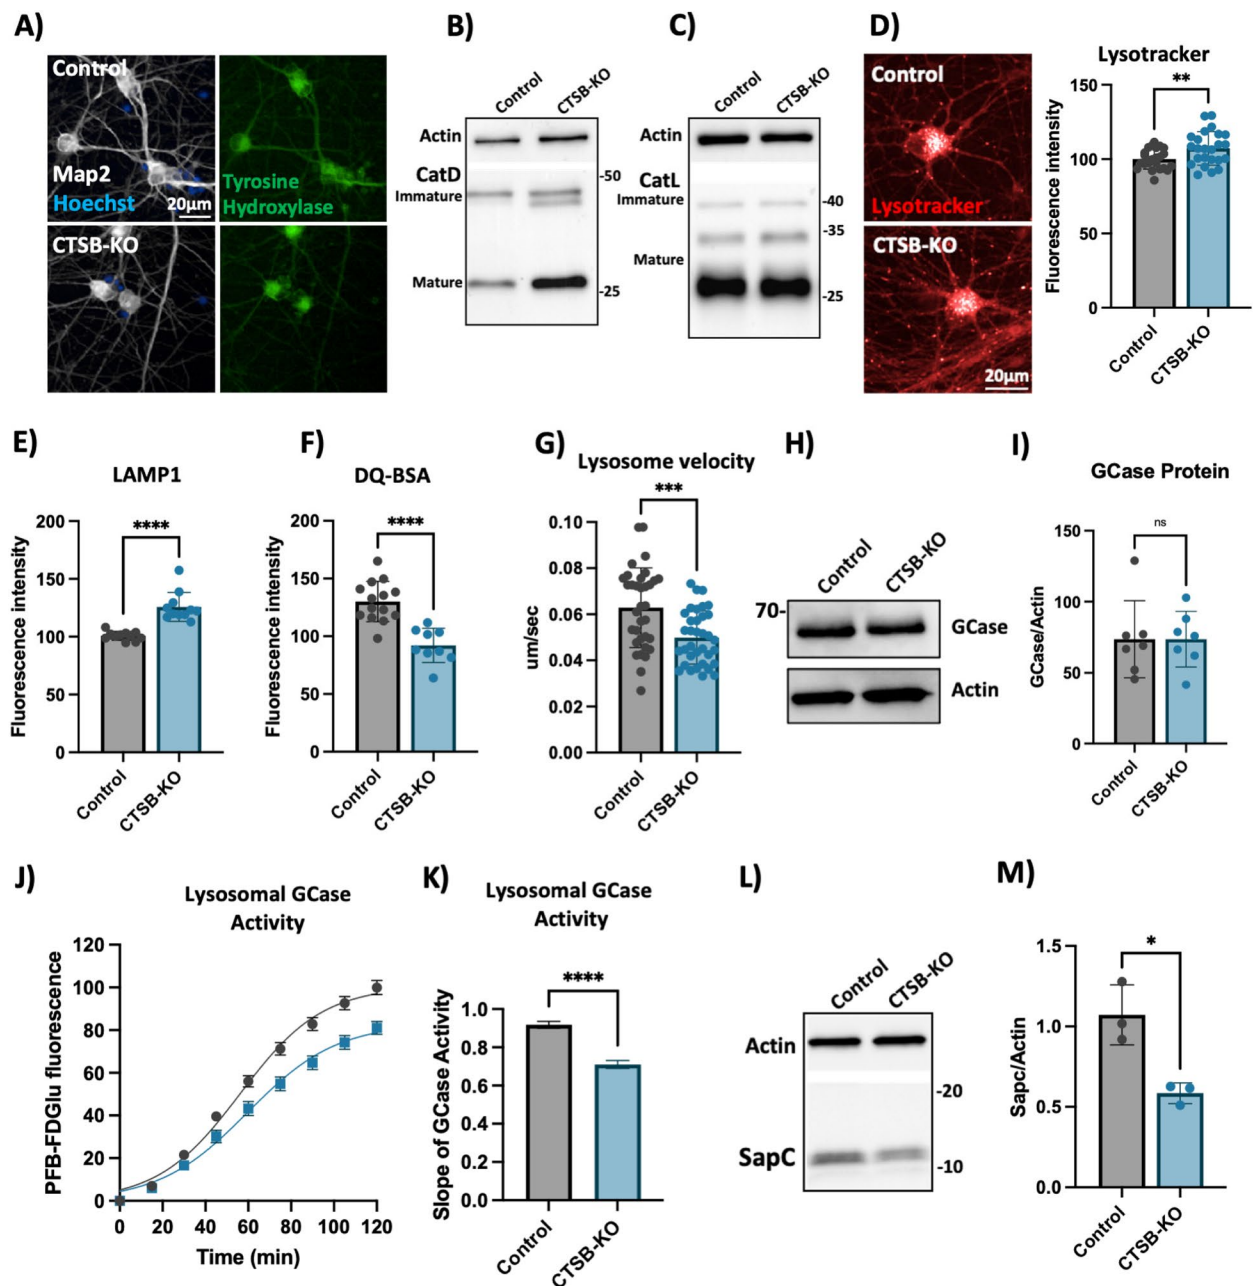 A)
Control
Map2
Hoechst
20µm
Tyrosine
Hydroxylase
CTSB-KO
B)
Control
CTSB-KO
Actin
CatD
Immature
Mature
-50
-25
C)
Control
CTSB-KO
Actin
CatL
Immature
Mature
-40
-35
-25
D)
Control
Lysotracker
CTSB-KO
20µm
Lysotracker
**
Fluorescence intensity
150
100
50
0
Control
CTSB-KO
E)
LAMP1
****
Fluorescence intensity
200
150
100
50
0
Control
CTSB-KO
F)
DQ-BSA
****
Fluorescence intensity
200
150
100
50
0
Control
CTSB-KO
G)
Lysosome velocity
***
um/sec
0.10
0.08
0.06
0.04
0.02
0.00
Control
CTSB-KO
H)
Control
CTSB-KO
70-
GCase
Actin
I)
GCase Protein
ns
GCase/Actin
150
100
50
0
Control
CTSB-KO
J)
Lysosomal GCase
Activity
PFB-FDGlu fluorescence
120
100
80
60
40
20
0
0 20 40 60 80 100 120
Time (min)
K)
Lysosomal GCase
Activity
****
Slope of GCase Activity
1.0
0.8
0.6
0.4
0.2
0.0
Control
CTSB-KO
L)
Control
CTSB-KO
Actin
-20
SapC
-10
M)
*
Sapc/Actin
1.5
1.0
0.5
0.0
Control
CTSB-KO